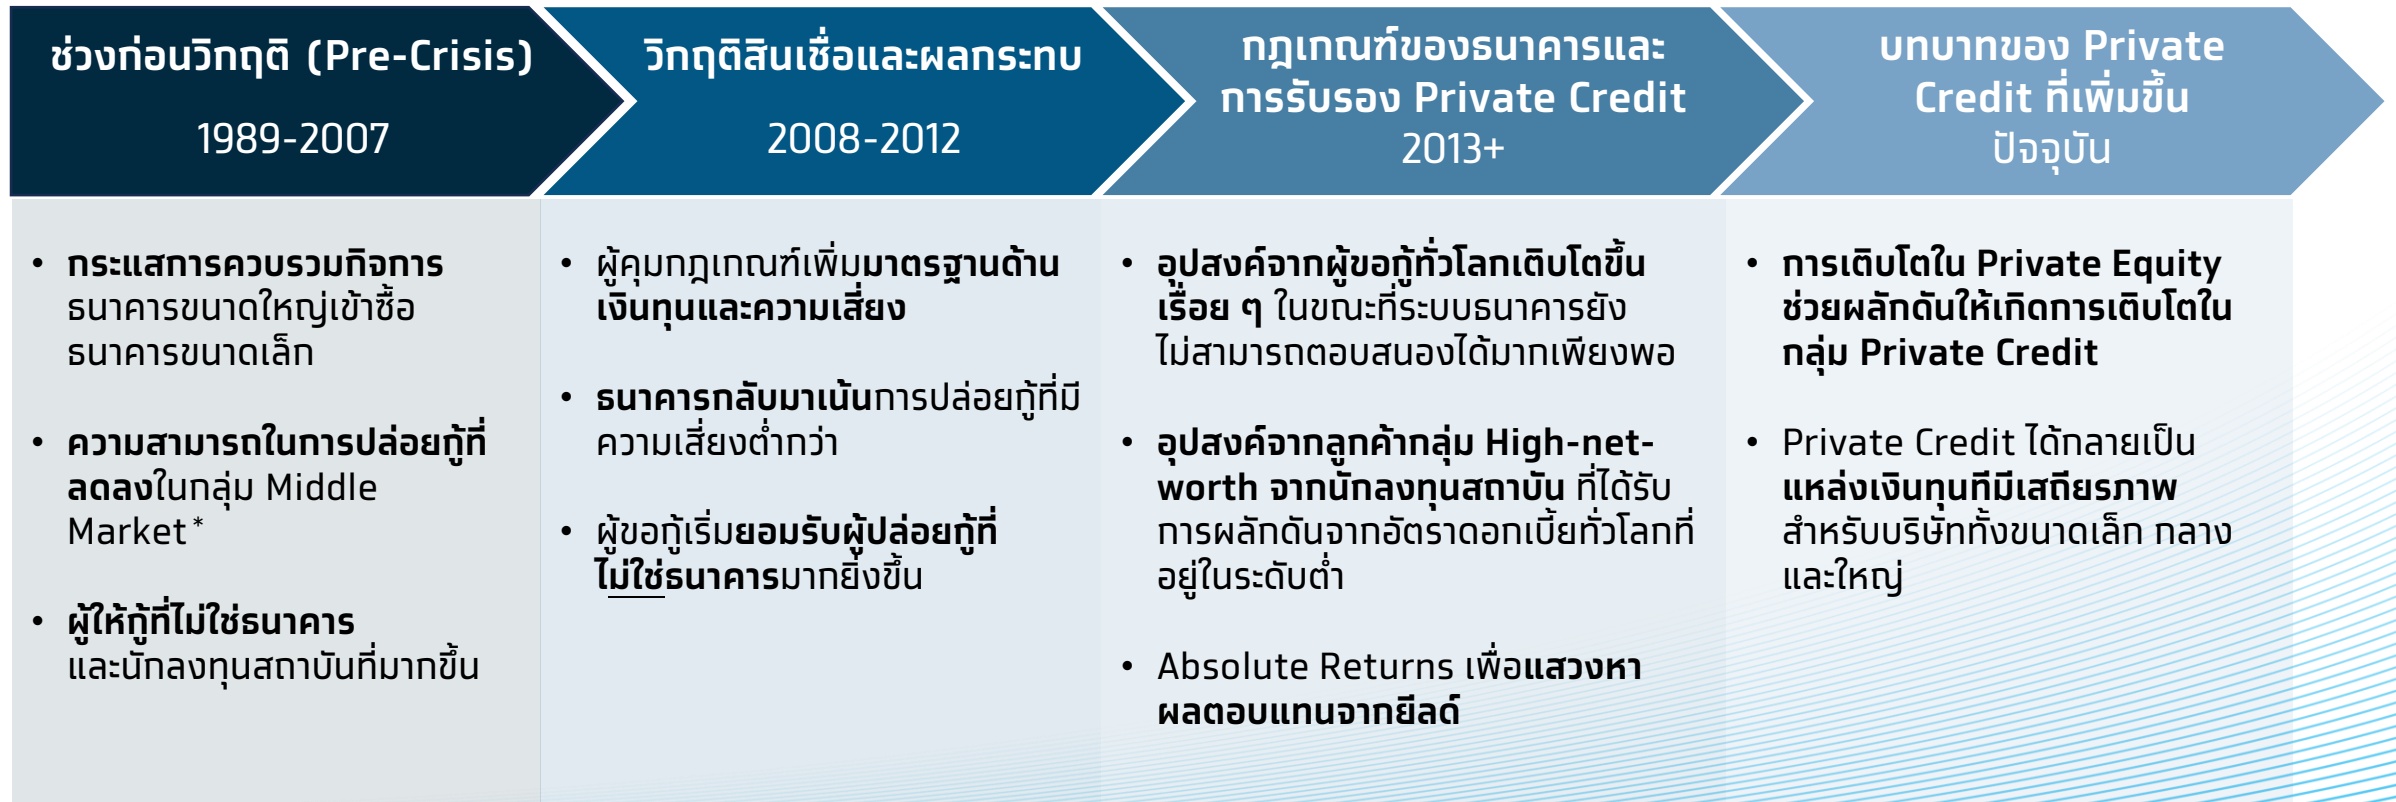 ช่วงก่อนวิกฤติ (Pre-Crisis)
1989-2007
วิกฤติสินเชื่อและผลกระทบ
2008-2012
กฎเกณฑ์ของธนาคารและ
การรับรอง Private Credit
2013+
บทบาทของ Private
Credit ที่เพิ่มขึ้น
ปัจจุบัน
• กระแสการควบรวมกิจการ
ธนาคารขนาดใหญ่เข้าซื้อ
ธนาคารขนาดเล็ก
• ความสามารถในการปล่อยกู้ที่
ลดลงในกลุ่ม Middle
Market*
• ผู้ให้กู้ที่ไม่ใช่ธนาคาร
และนักลงทุนสถาบันที่มากขึ้น
• ผู้คุมกฎเกณฑ์เพิ่มมาตรฐานด้าน
เงินทุนและความเสี่ยง
• ธนาคารกลับมาเน้นการปล่อยกู้ที่มี
ความเสี่ยงต่ำกว่า
• ผู้ขอกู้เริ่มยอมรับผู้ปล่อยกู้ที่
ไม่ใช่ธนาคารมากยิ่งขึ้น
• อุปสงค์จากผู้ขอกู้ทั่วโลกเติบโตขึ้น
เรื่อย ๆ ในขณะที่ระบบธนาคารยัง
ไม่สามารถตอบสนองได้มากเพียงพอ
• อุปสงค์จากลูกค้ากลุ่ม High-net-
worth จากนักลงทุนสถาบัน ที่ได้รับ
การผลักดันจากอัตราดอกเบี้ยทั่วโลกที่
อยู่ในระดับต่ำ
• Absolute Returns เพื่อแสวงหา
ผลตอบแทนจากยีลด์
• การเติบโตใน Private Equity
ช่วยผลักดันให้เกิดการเติบโตใน
กลุ่ม Private Credit
• Private Credit ได้กลายเป็น
แหล่งเงินทุนทีมีเสถียรภาพ
สำหรับบริษัททั้งขนาดเล็ก กลาง
และใหญ่